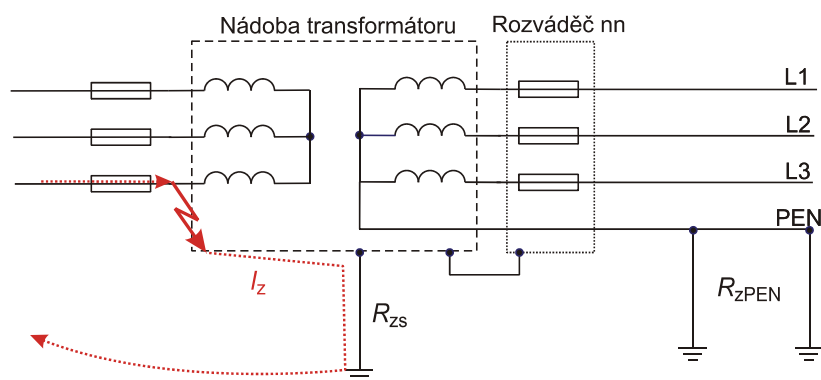 Nádoba transformátoru
Rozváděč nn
L1
L2
L3
PEN
Iz
Rzs
RzPEN